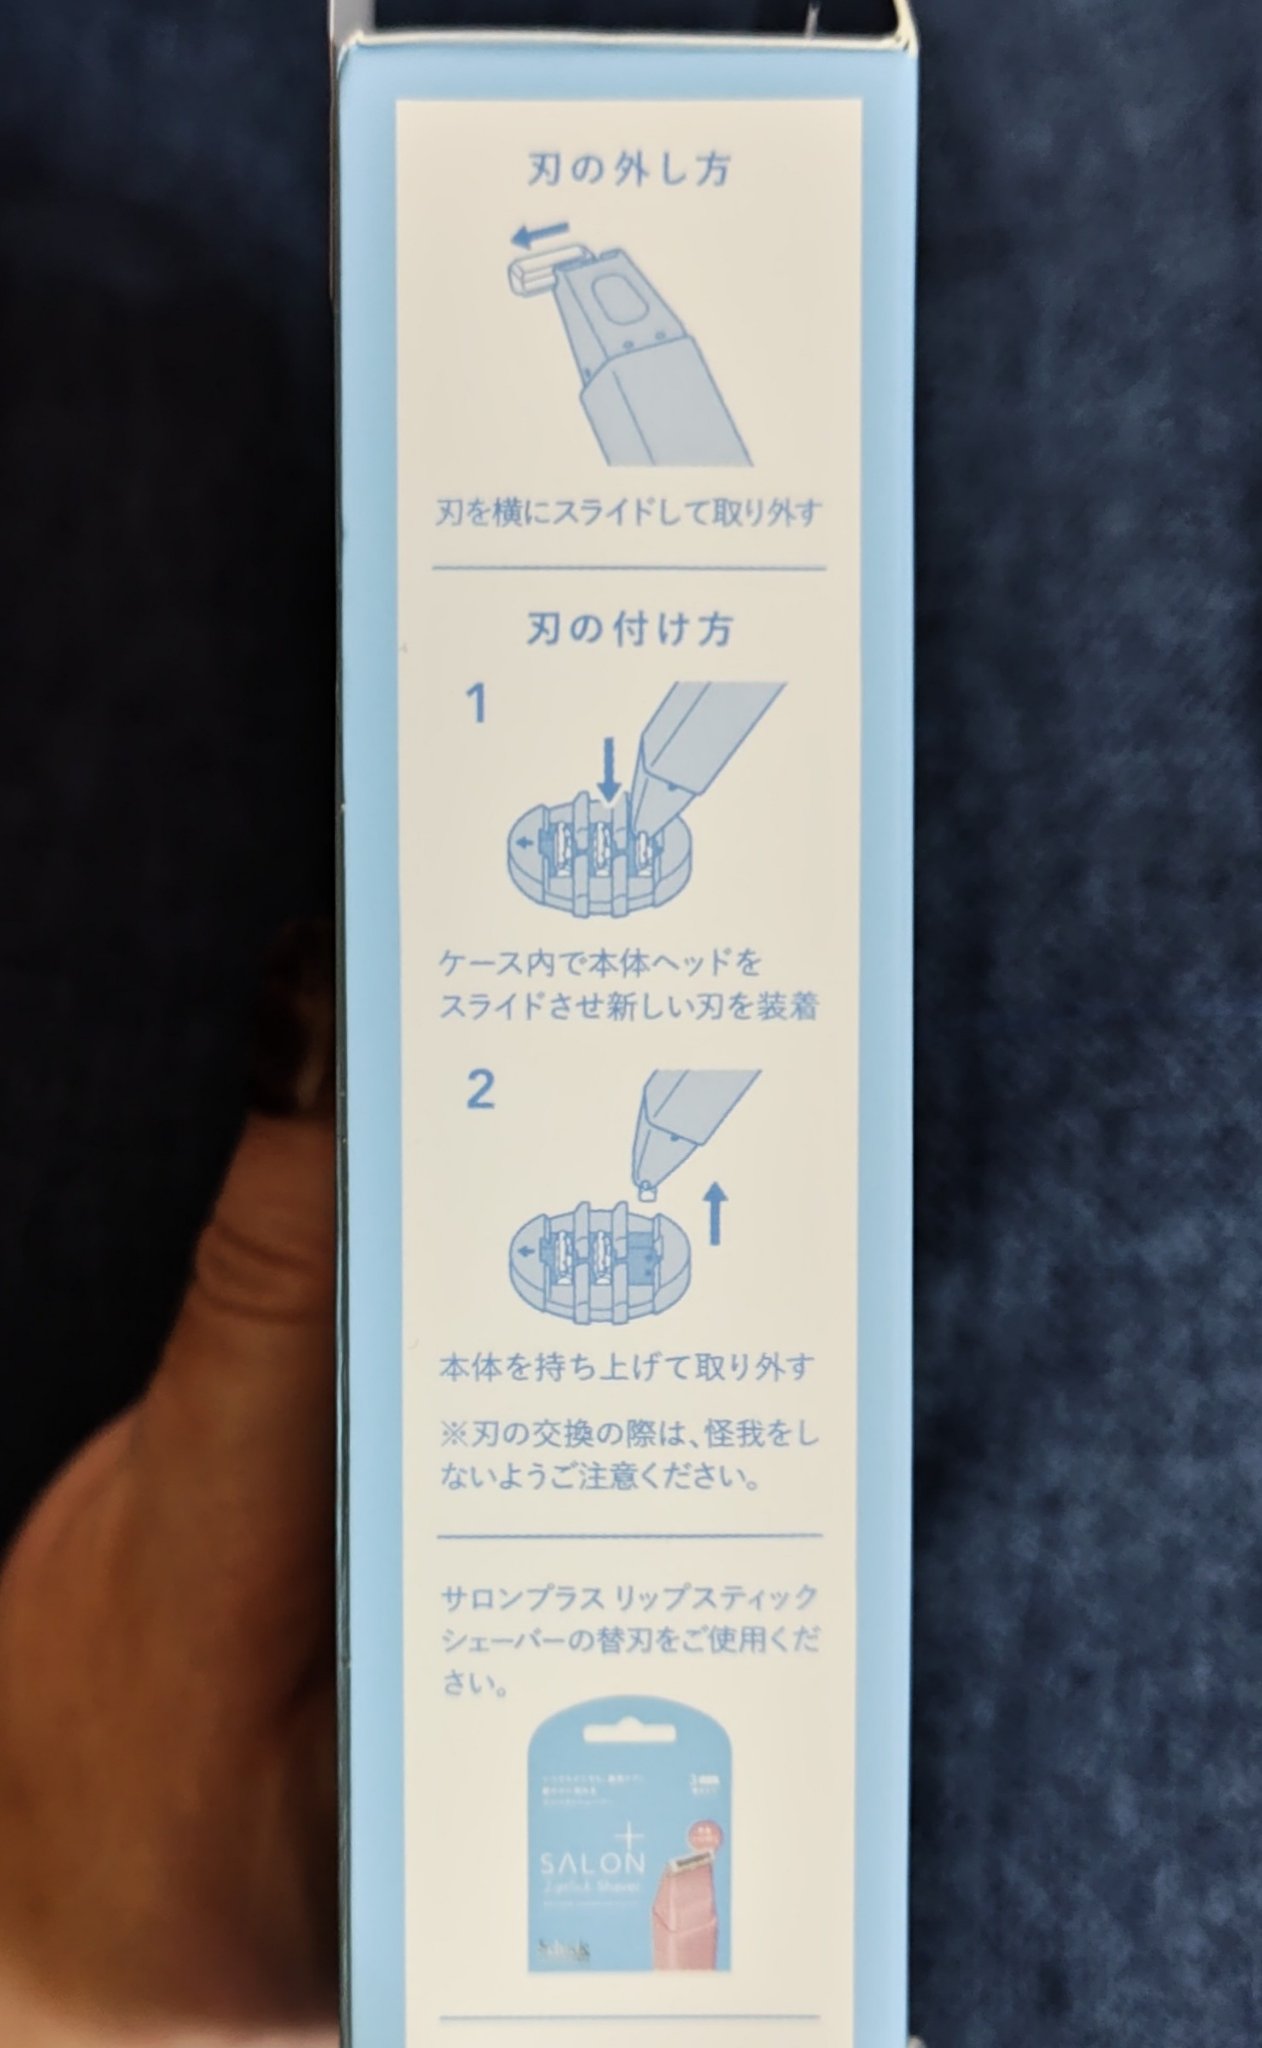 刃の外し方
刃を横にスライドして取り外す
刃の付け方
1
ケース内で本体ヘッドを
スライドさせ新しい刃を装着
2
本体を持ち上げて取り外す
※刃の交換の際は、怪我をし
ないようご注意ください。
サロンプラス リップスティック
シェーバーの替刃をご使用くだ
さい。
SALON
Lipstick Shaver